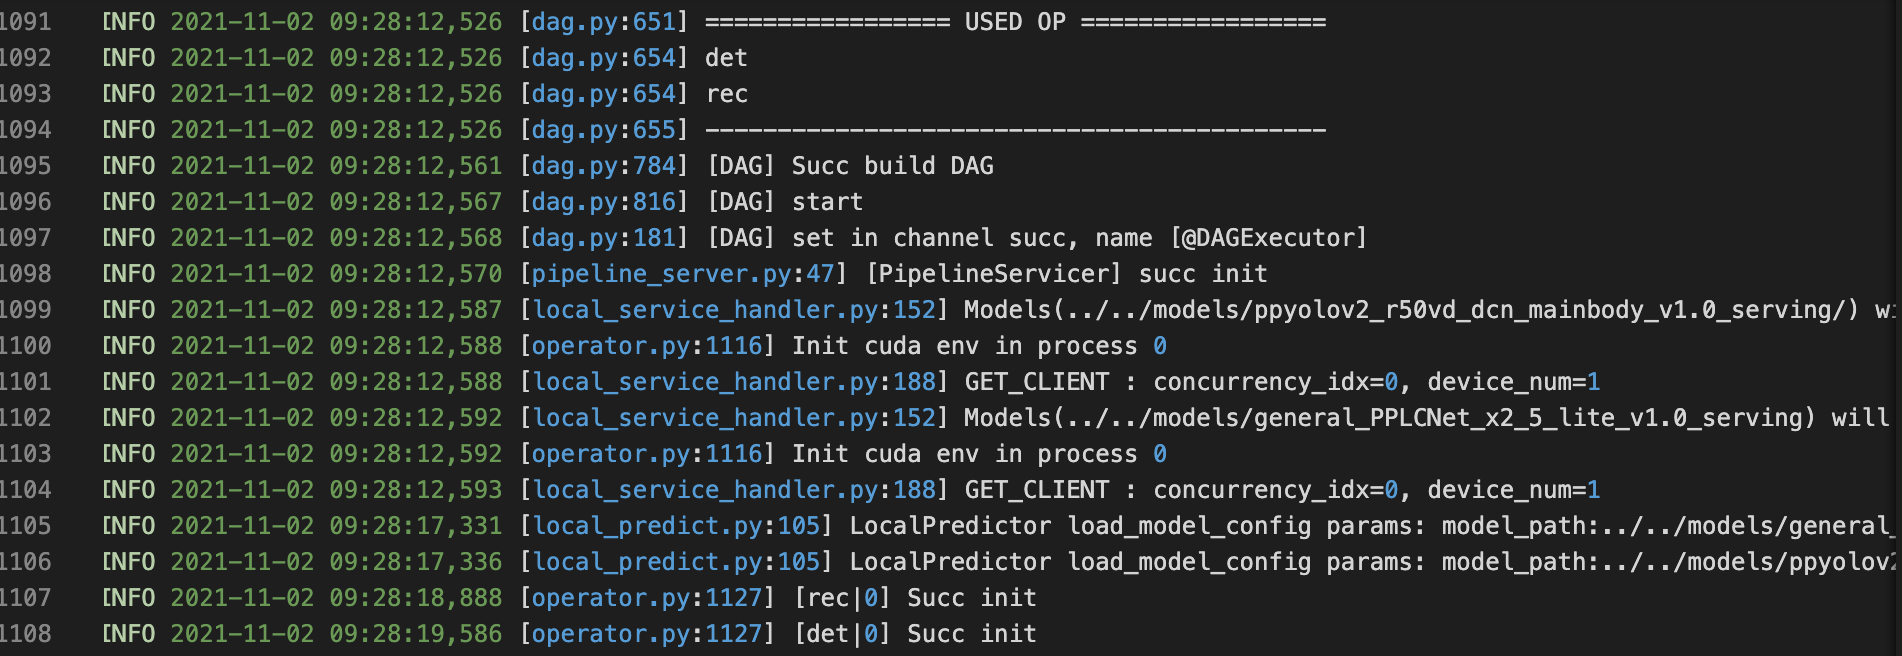 1091 INFO 2021-11-02 09:28:12,526 [dag.py:651] ================= USED OP =================
1092 INFO 2021-11-02 09:28:12,526 [dag.py:654] det
1093 INFO 2021-11-02 09:28:12,526 [dag.py:654] rec
1094 INFO 2021-11-02 09:28:12,526 [dag.py:655] -------------------------------------------
1095 INFO 2021-11-02 09:28:12,561 [dag.py:784] [DAG] Succ build DAG
1096 INFO 2021-11-02 09:28:12,567 [dag.py:816] [DAG] start
1097 INFO 2021-11-02 09:28:12,568 [dag.py:181] [DAG] set in channel succ, name [@DAGExecutor]
1098 INFO 2021-11-02 09:28:12,570 [pipeline_server.py:47] [PipelineServicer] succ init
1099 INFO 2021-11-02 09:28:12,587 [local_service_handler.py:152] Models(../../models/ppyolov2_r50vd_dcn_mainbody_v1.0_serving/)
1100 INFO 2021-11-02 09:28:12,588 [operator.py:1116] Init cuda env in process 0
1101 INFO 2021-11-02 09:28:12,588 [local_service_handler.py:188] GET_CLIENT : concurrency_idx=0, device_num=1
1102 INFO 2021-11-02 09:28:12,592 [local_service_handler.py:152] Models(../../models/general_PPLCNet_x2_5_lite_v1.0_serving) will
1103 INFO 2021-11-02 09:28:12,592 [operator.py:1116] Init cuda env in process 0
1104 INFO 2021-11-02 09:28:12,593 [local_service_handler.py:188] GET_CLIENT : concurrency_idx=0, device_num=1
1105 INFO 2021-11-02 09:28:17,331 [local_predict.py:105] LocalPredictor load_model_config params: model_path:../../models/general_
1106 INFO 2021-11-02 09:28:17,336 [local_predict.py:105] LocalPredictor load_model_config params: model_path:../../models/ppyolov
1107 INFO 2021-11-02 09:28:18,888 [operator.py:1127] [rec|0] Succ init
1108 INFO 2021-11-02 09:28:19,586 [operator.py:1127] [det|0] Succ init